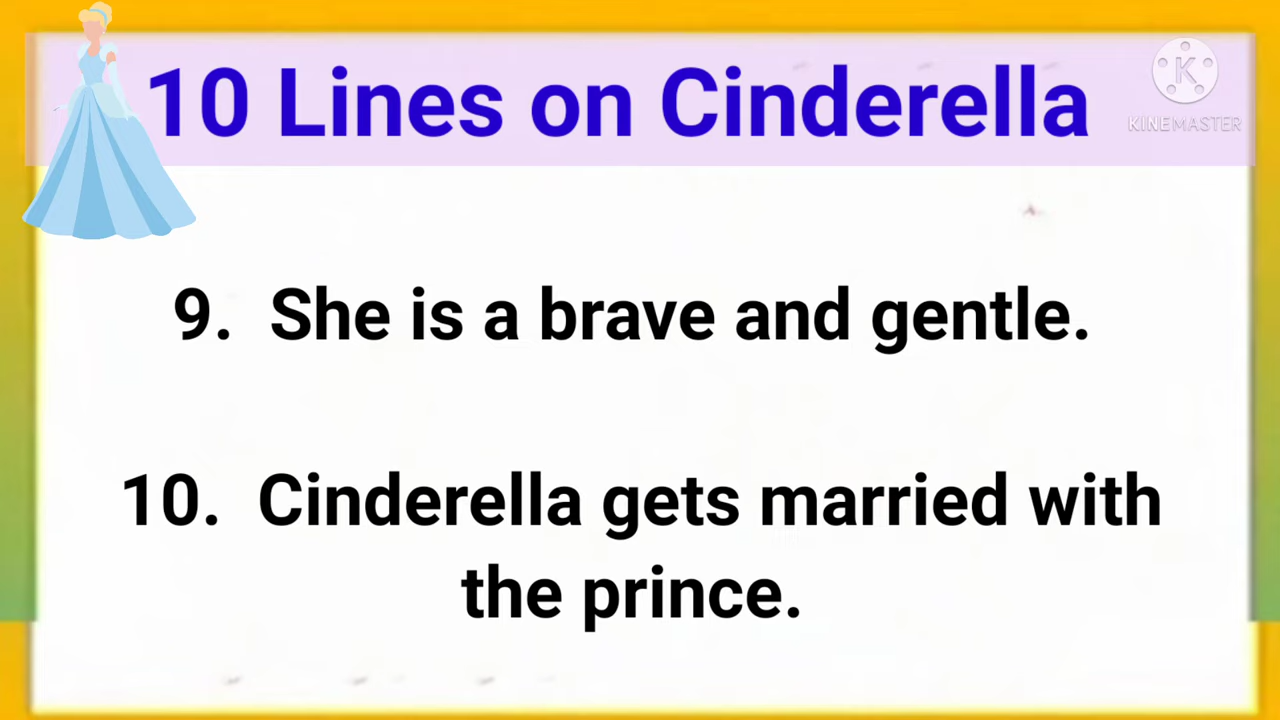 10 Lines on Cinderella
K
KINEMASTER
9. She is a brave and gentle.
10. Cinderella gets married with
the prince.